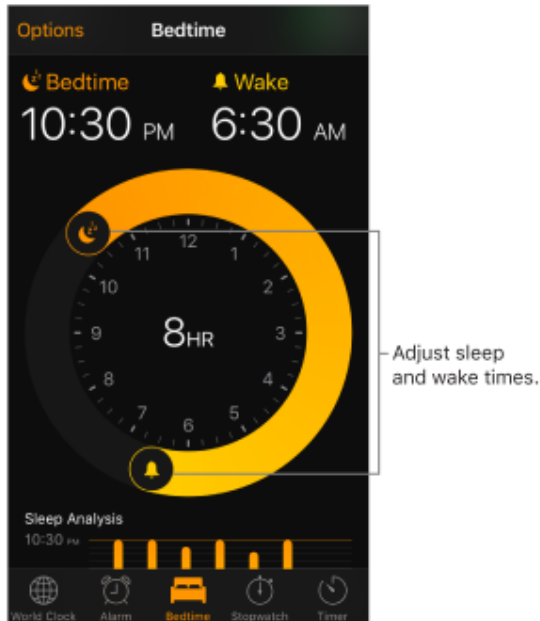 Options Bedtime
Bedtime Wake
10:30 PM 6:30 AM
12
11 1
10 2
8HR
9 3
8 4
7 5
6
Adjust sleep
and wake times.
Sleep Analysis
10:30 PM
World Clock Alarm Bedtime Stopwatch Timer